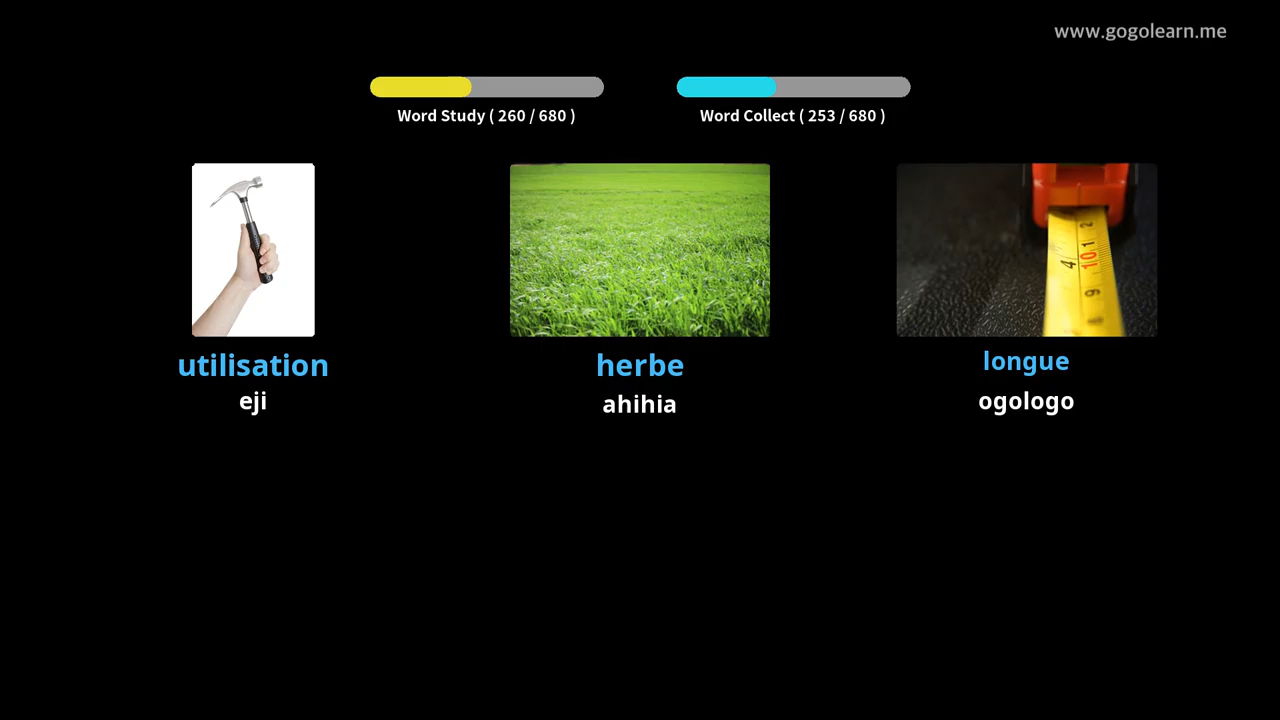 www.gogolearn.me
Word Study ( 260 / 680 )
Word Collect ( 253 / 680 )
utilisation
eji
herbe
ahihia
longue
ogologo